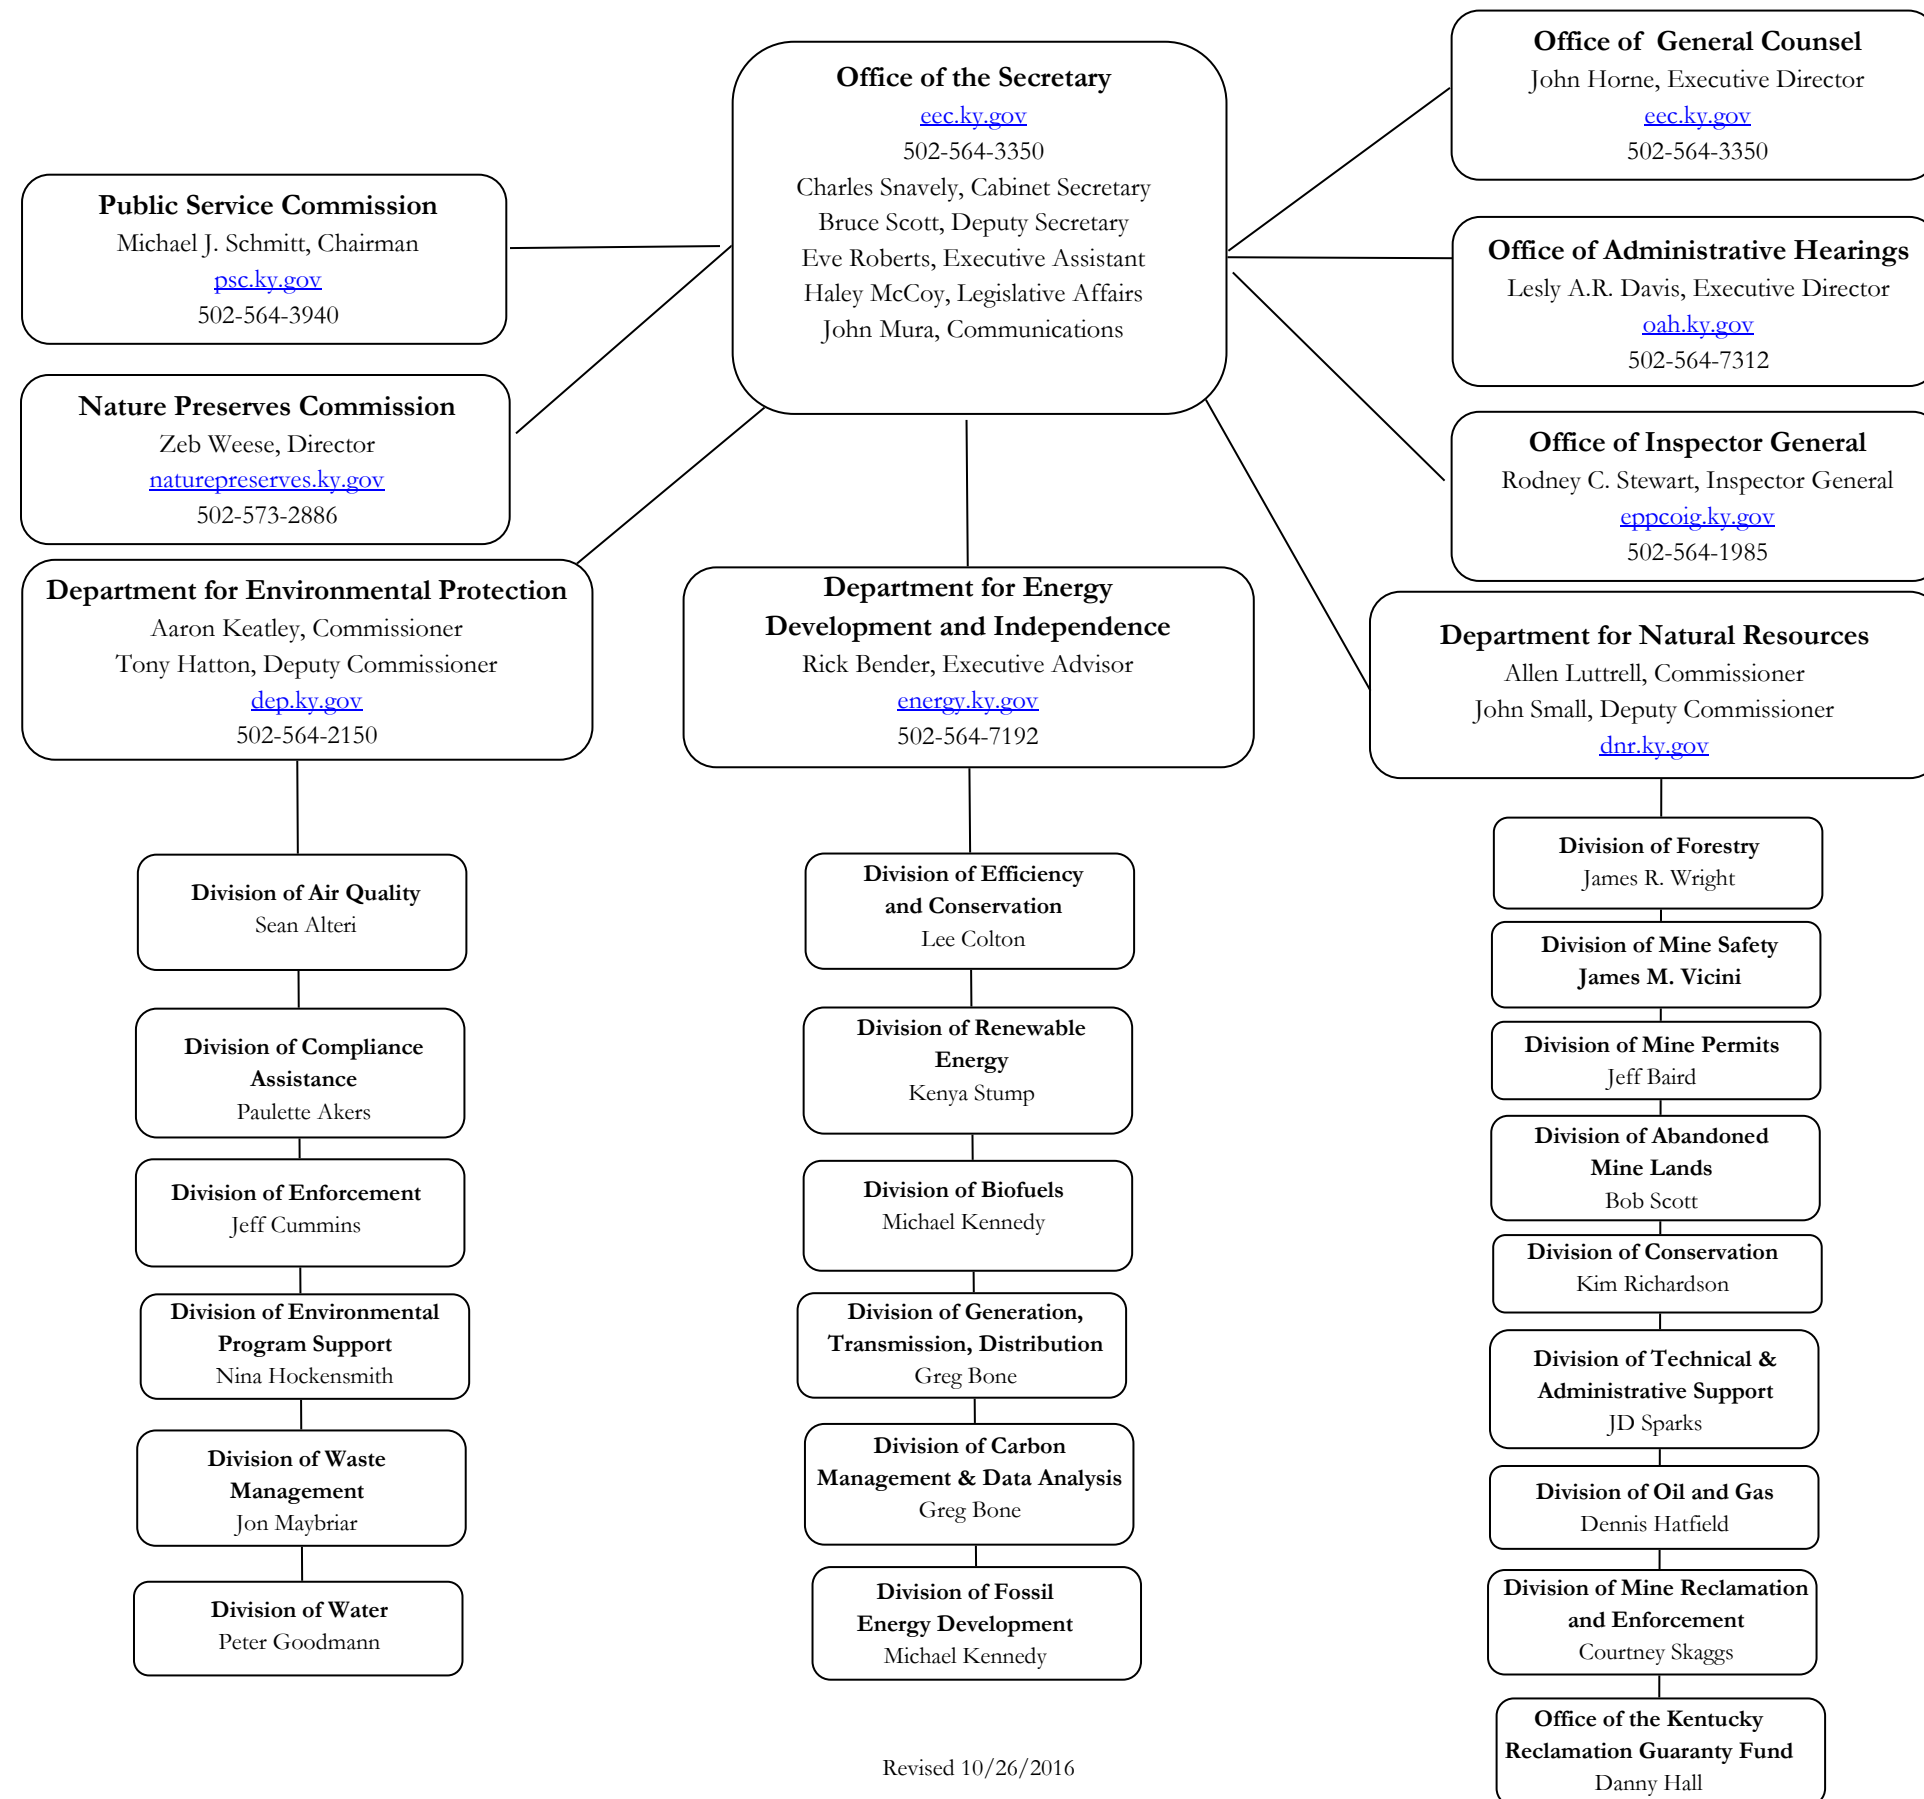 Office of the Secretary
eec.ky.gov
502-564-3350
Charles Snavely, Cabinet Secretary
Bruce Scott, Deputy Secretary
Eve Roberts, Executive Assistant
Haley McCoy, Legislative Affairs
John Mura, Communications
Office of General Counsel
John Horne, Executive Director
eec.ky.gov
502-564-3350
Public Service Commission
Michael J. Schmitt, Chairman
psc.ky.gov
502-564-3940
Office of Administrative Hearings
Lesly A.R. Davis, Executive Director
oah.ky.gov
502-564-7312
Nature Preserves Commission
Zeb Weese, Director
naturepreserves.ky.gov
502-573-2886
Office of Inspector General
Rodney C. Stewart, Inspector General
eppcoig.ky.gov
502-564-1985
Department for Environmental Protection
Aaron Keatley, Commissioner
Tony Hatton, Deputy Commissioner
dep.ky.gov
502-564-2150
Department for Energy
Development and Independence
Rick Bender, Executive Advisor
energy.ky.gov
502-564-7192
Department for Natural Resources
Allen Luttrell, Commissioner
John Small, Deputy Commissioner
dnr.ky.gov
Division of Air Quality
Sean Alteri
Division of Compliance
Assistance
Paulette Akers
Division of Enforcement
Jeff Cummins
Division of Environmental
Program Support
Nina Hockensmith
Division of Waste
Management
Jon Maybriar
Division of Water
Peter Goodmann
Division of Efficiency
and Conservation
Lee Colton
Division of Renewable
Energy
Kenya Stump
Division of Biofuels
Michael Kennedy
Division of Generation,
Transmission, Distribution
Greg Bone
Division of Carbon
Management & Data Analysis
Greg Bone
Division of Fossil
Energy Development
Michael Kennedy
Division of Forestry
James R. Wright
Division of Mine Safety
James M. Vicini
Division of Mine Permits
Jeff Baird
Division of Abandoned
Mine Lands
Bob Scott
Division of Conservation
Kim Richardson
Division of Technical &
Administrative Support
JD Sparks
Division of Oil and Gas
Dennis Hatfield
Division of Mine Reclamation
and Enforcement
Courtney Skaggs
Office of the Kentucky
Reclamation Guaranty Fund
Danny Hall
Revised 10/26/2016